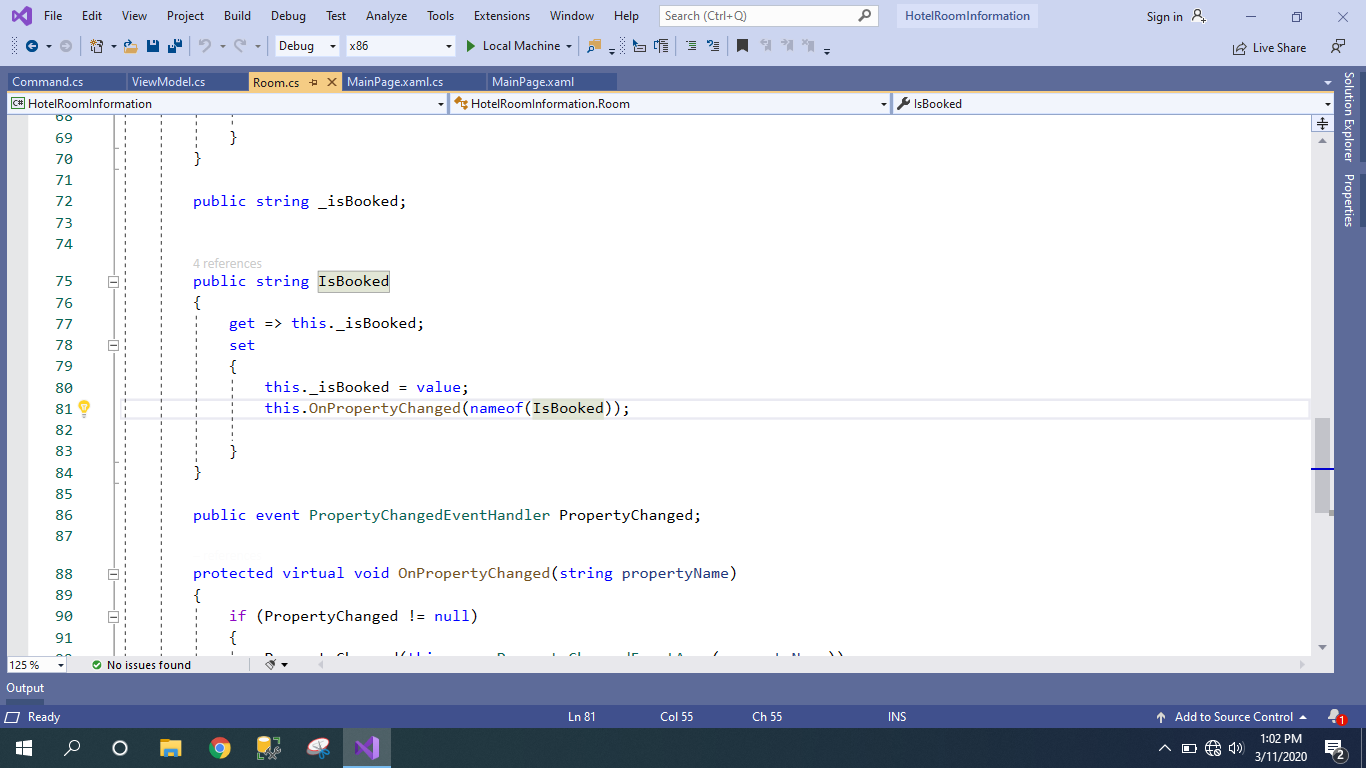 File Edit View Project Build Debug Test Analyze Tools Extensions Window Help Search (Ctrl+Q) HotelRoomInformation Sign in
Debug x86 Local Machine Live Share
Command.cs ViewModel.cs Room.cs MainPage.xaml.cs MainPage.xaml
C# HotelRoomInformation HotelRoomInformation.Room IsBooked
Solution Explorer
Properties
68
69 }
70 }
71
72 public string _isBooked;
73
74
4 references
75 public string IsBooked
76 {
77 get => this._isBooked;
78 set
79 {
80 this._isBooked = value;
81 this.OnPropertyChanged(nameof(IsBooked));
82
83 }
84 }
85
86 public event PropertyChangedEventHandler PropertyChanged;
87
88 protected virtual void OnPropertyChanged(string propertyName)
89 {
90 if (PropertyChanged != null)
91 {
125 % No issues found
Output
Ready Ln 81 Col 55 Ch 55 INS Add to Source Control 1
1:02 PM
3/11/2020 2